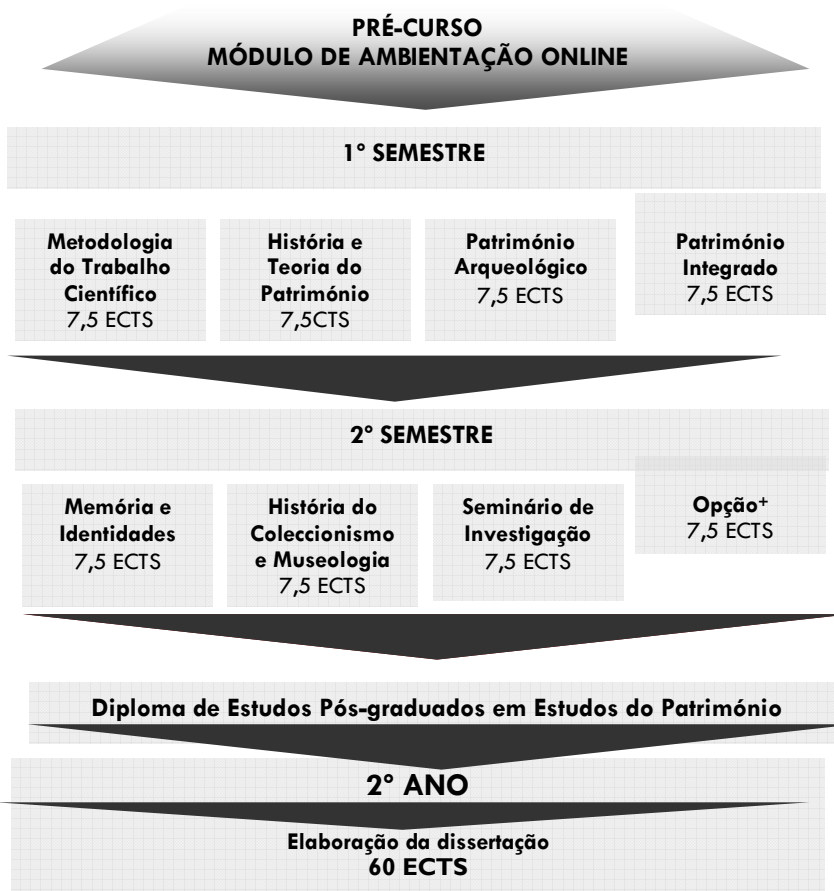 PRÉ-CURSO
MÓDULO DE AMBIENTAÇÃO ONLINE
1º SEMESTRE
Metodologia
do Trabalho
Científico
7,5 ECTS
História e
Teoria do
Património
7,5CTS
Património
Arqueológico
7,5 ECTS
Património
Integrado
7,5 ECTS
2º SEMESTRE
Memória e
Identidades
7,5 ECTS
História do
Coleccionismo
e Museologia
7,5 ECTS
Seminário de
Investigação
7,5 ECTS
Opção+
7,5 ECTS
Diploma de Estudos Pós-graduados em Estudos do Património
2º ANO
Elaboração da dissertação
60 ECTS